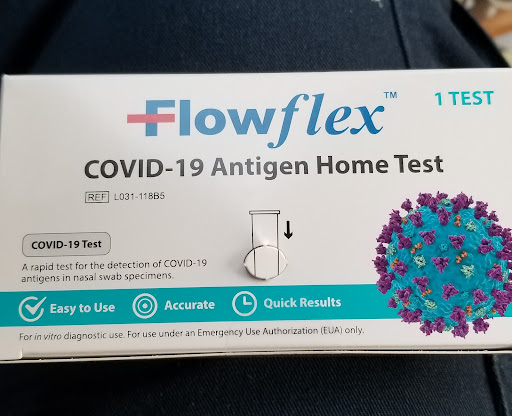 Flowflex™ 1 TEST
COVID-19 Antigen Home Test
REF L031-118B5
COVID-19 Test
A rapid test for the detection of COVID-19
antigens in nasal swab specimens.
Easy to Use Accurate Quick Results
For in vitro diagnostic use. For use under an Emergency Use Authorization (EUA) only.